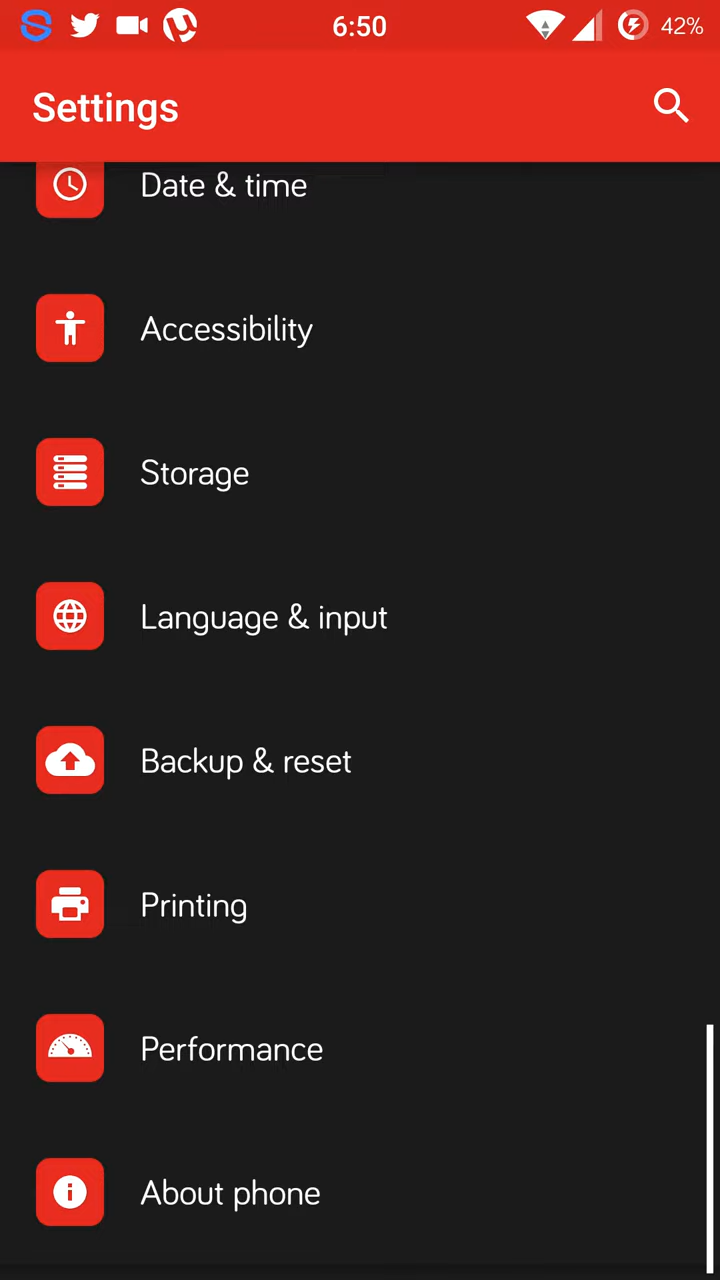 6:50
42%
Settings
Date & time
Accessibility
Storage
Language & input
Backup & reset
Printing
Performance
About phone